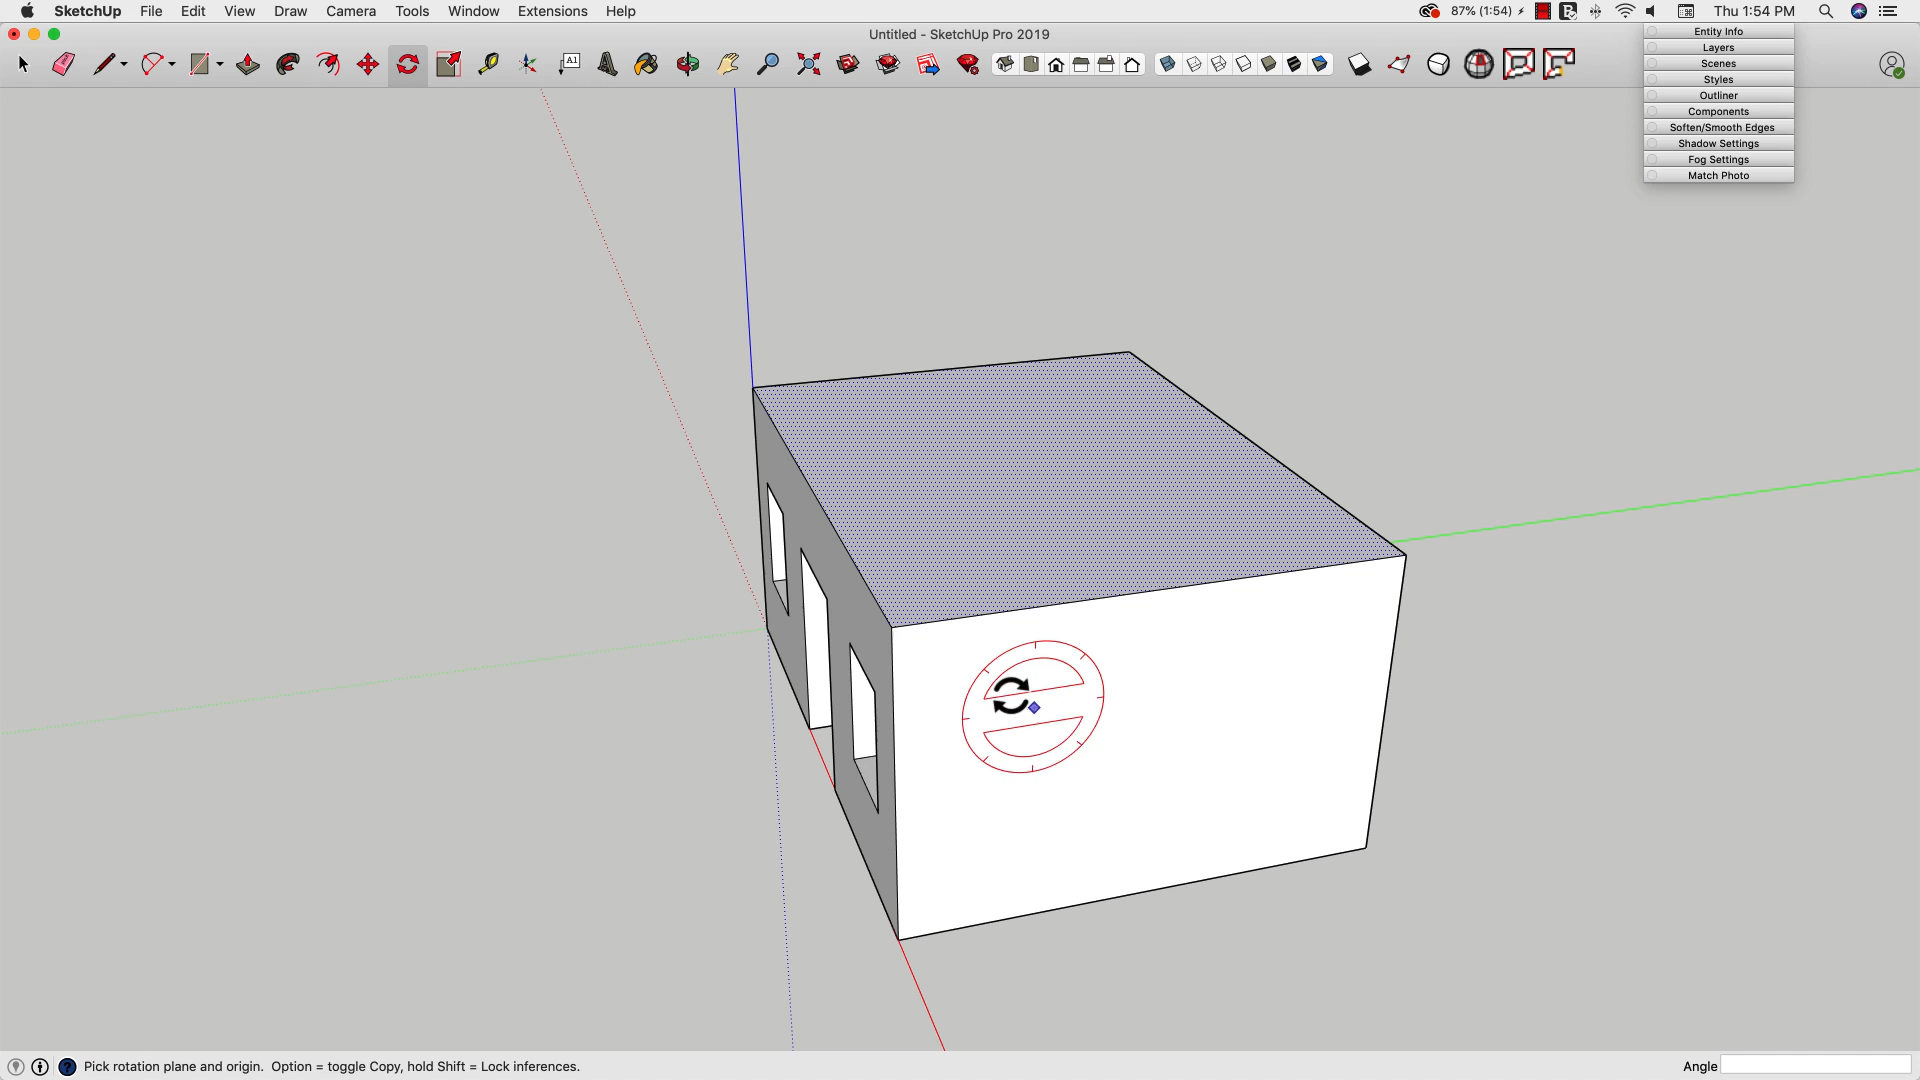 SketchUp File Edit View Draw Camera Tools Window Extensions Help 87% (1:54) Thu 1:54 PM
Untitled - SketchUp Pro 2019
A1
Entity Info
Layers
Scenes
Styles
Outliner
Components
Soften/Smooth Edges
Shadow Settings
Fog Settings
Match Photo
Pick rotation plane and origin. Option = toggle Copy, hold Shift = Lock inferences. Angle